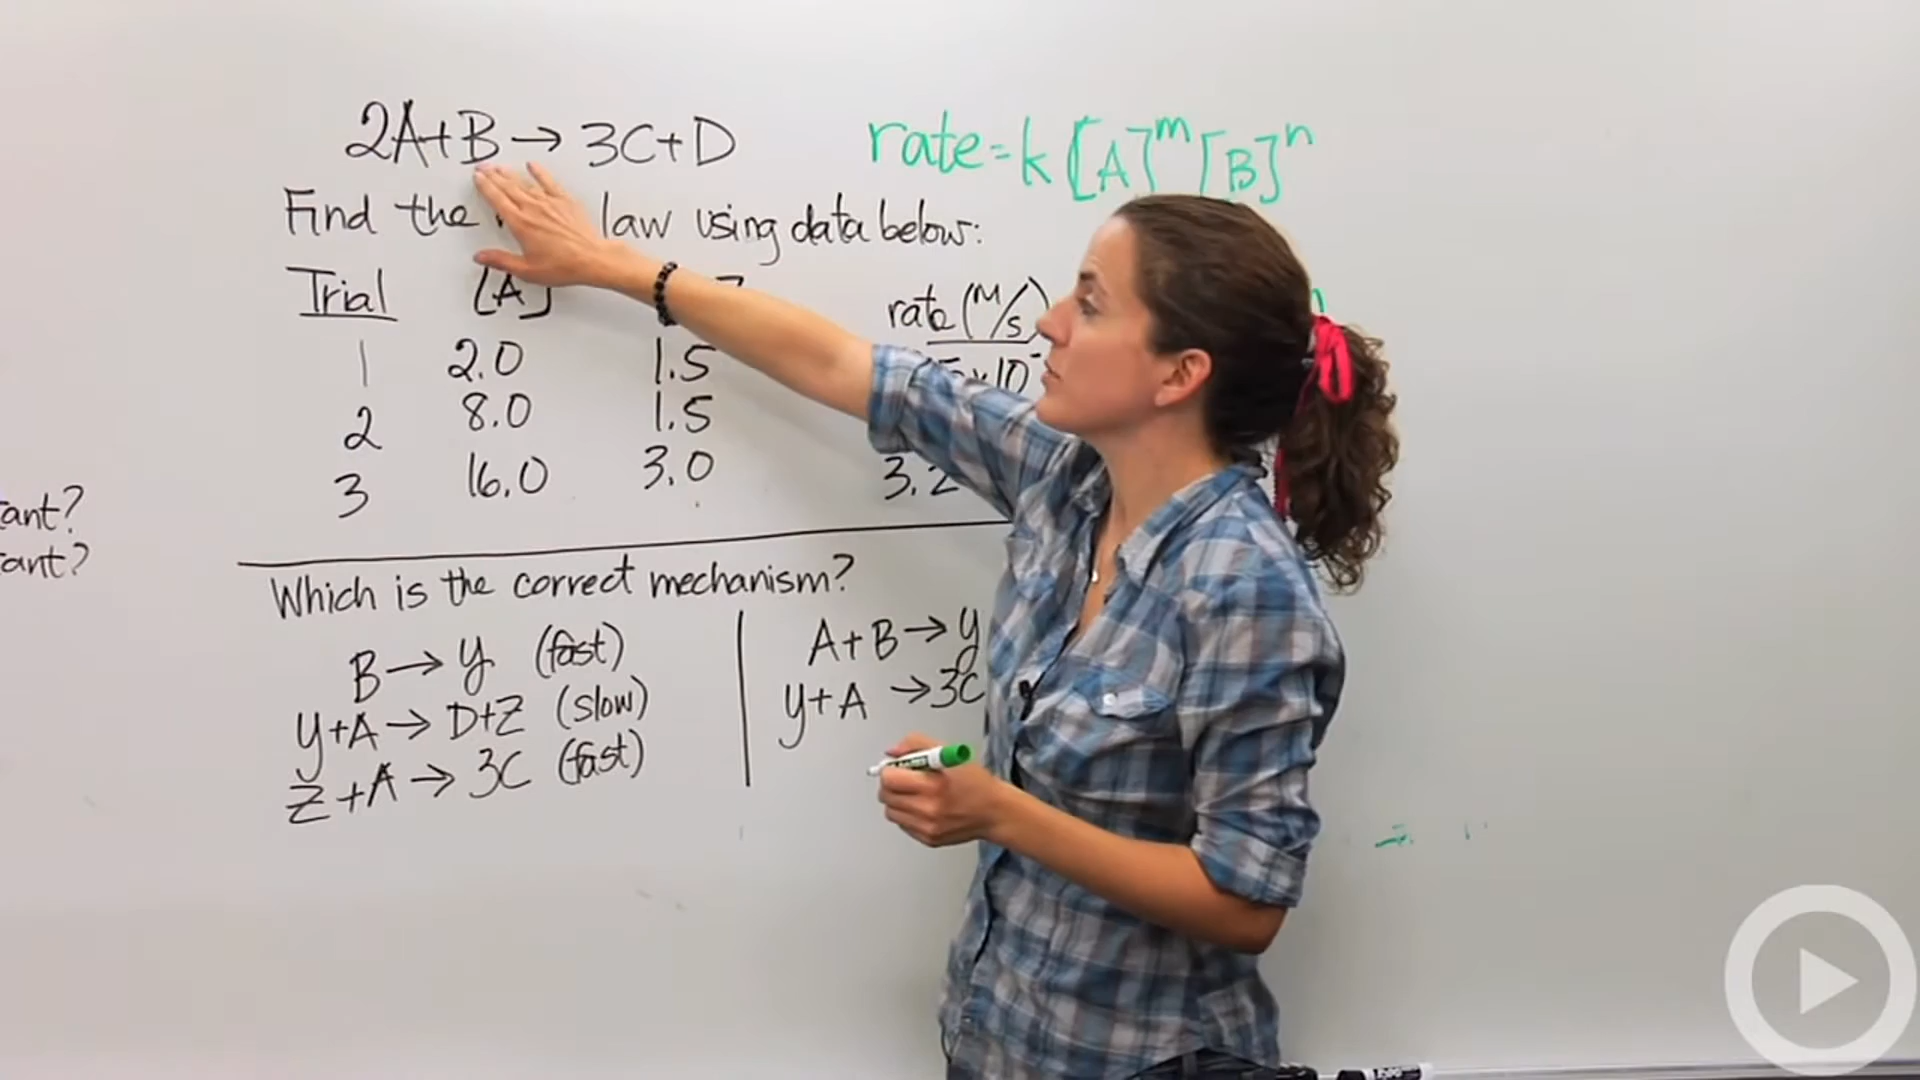 2A+B→3C+D
rate=k[A]^m[B]^n
Find the law using data below:
Trial [A] rate (M/s)
1 2.0 1.5
2 8.0 1.5
3 16.0 3.0 3.2
ant?
ant?
Which is the correct mechanism?
B→y (fast)
y+A→D+Z (slow)
Z+A→3C (fast)
A+B→y
y+A→3C